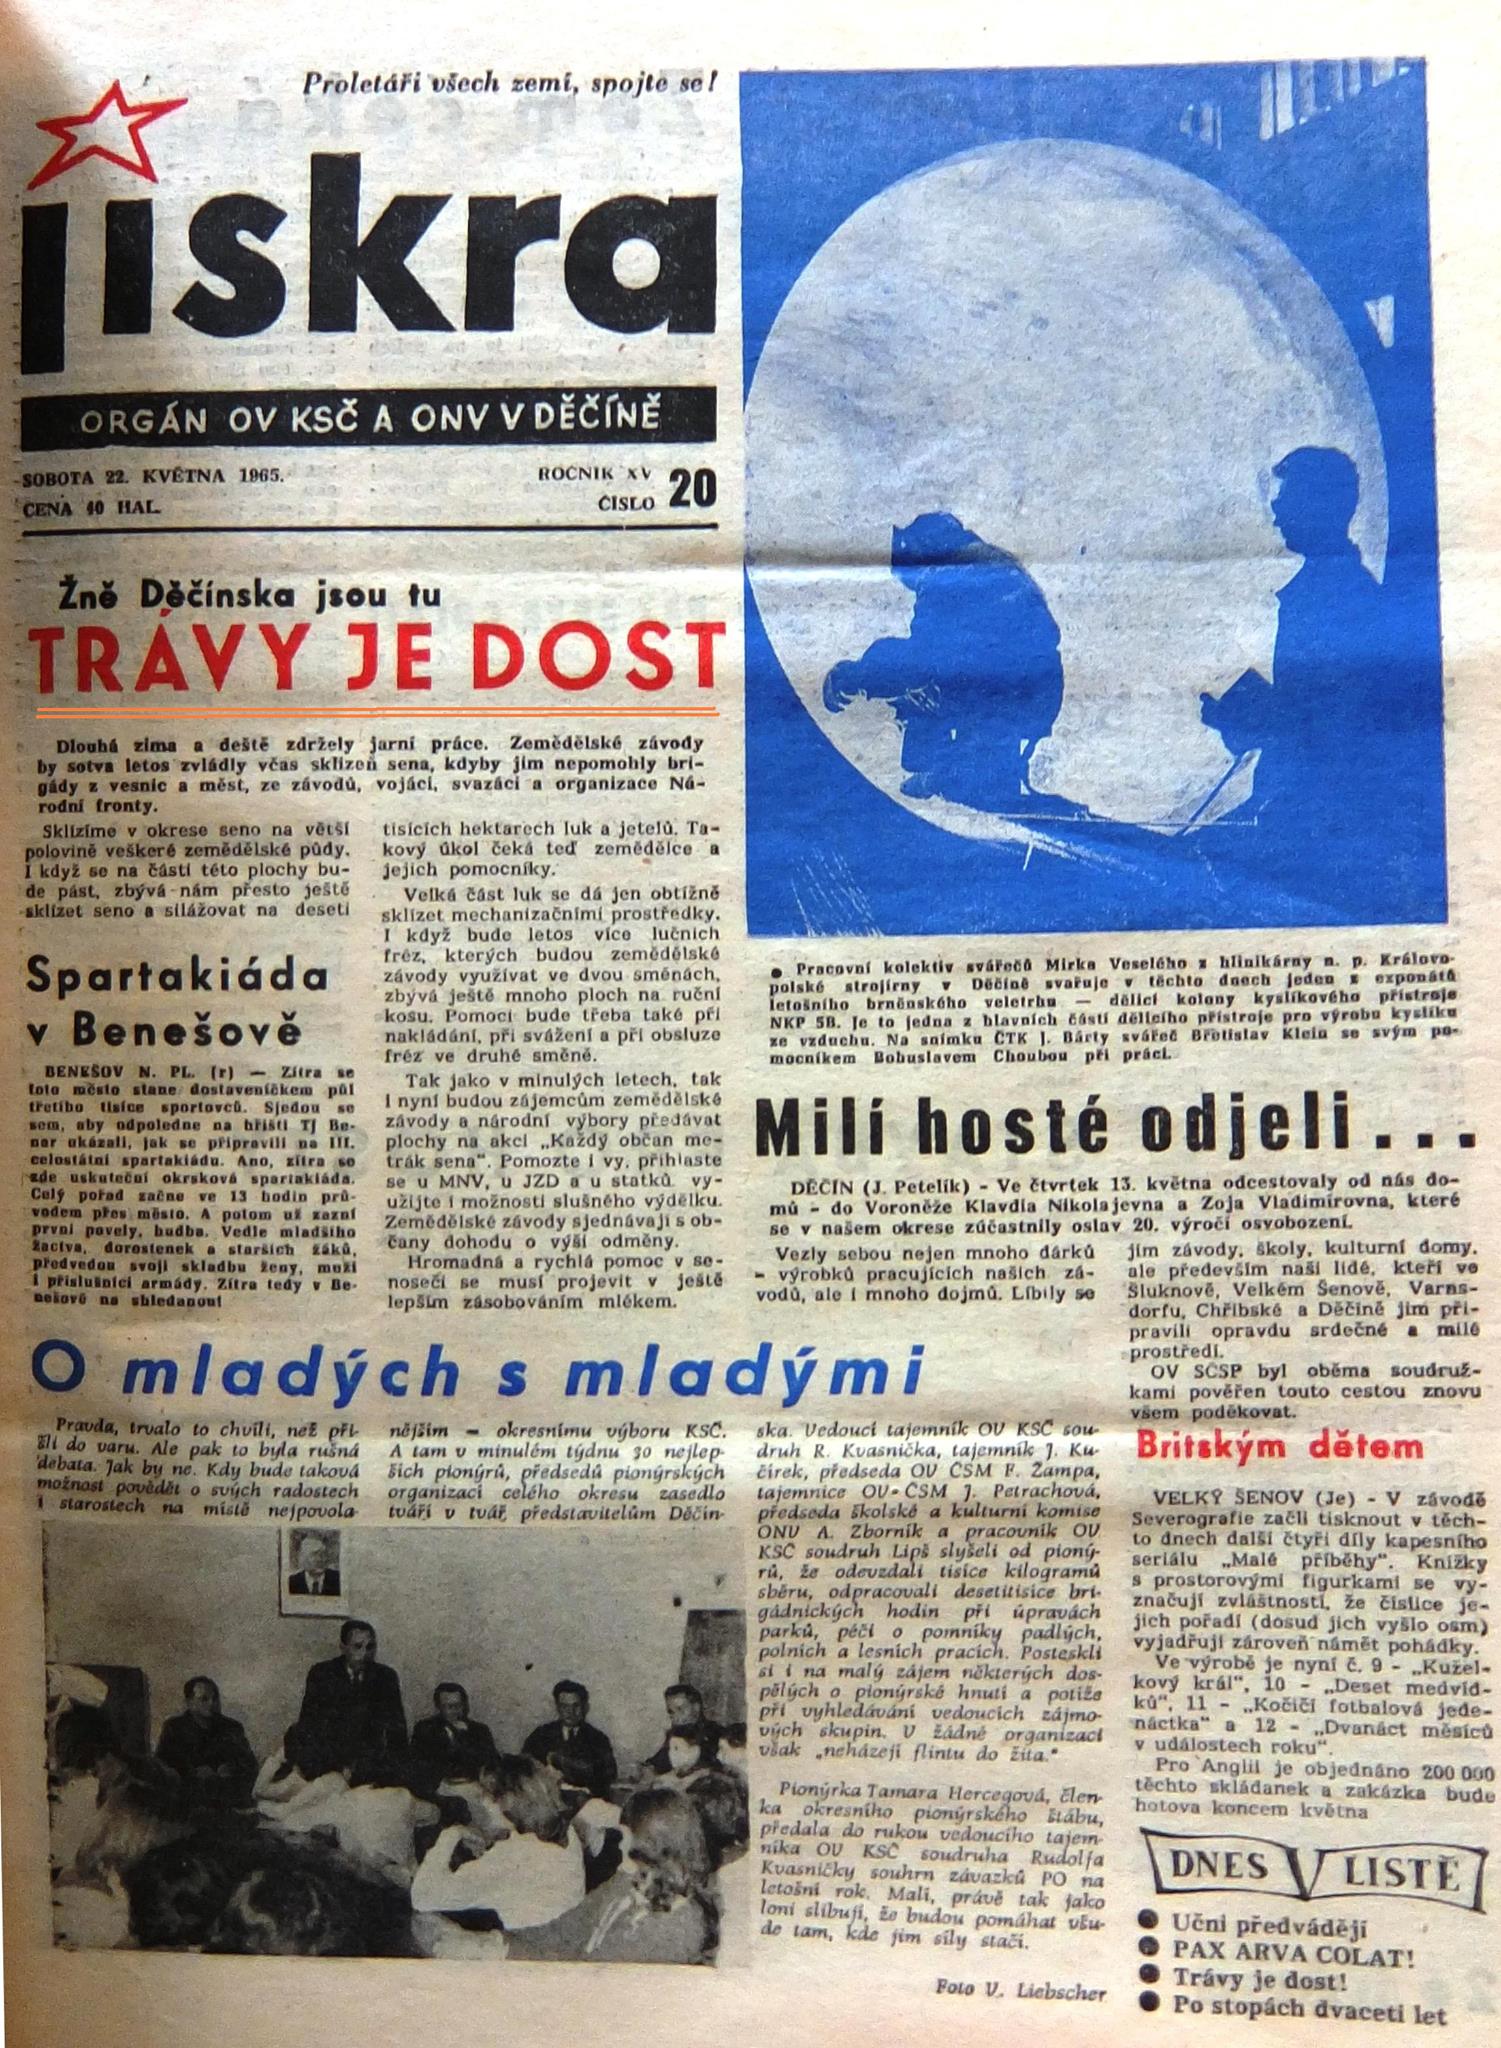 Proletáři všech zemí, spojte se!
jiskra
ORGÁN OV KSČ A ONV V DĚČÍNĚ
SOBOTA 22. KVĚTNA 1965.
CENA 40 HAL.
ROČNÍK XV
ČÍSLO 20
Žně Děčínska jsou tu
TRÁVY JE DOST
Dlouhá zima a deště zdržely jarní práce. Zemědělské závody
by sotva letos zvládly včas sklizeň sena, kdyby jim nepomohly bri-
gády z vesnic a měst, ze závodů, vojáci, svazáci a organizace Ná-
rodní fronty.
Sklízíme v okrese seno na větší
polovině veškeré zemědělské půdy.
I když se na části této plochy bu-
de pást, zbývá nám přesto ještě
sklízet seno a silážovat na deseti
tisících hektarech luk a jetelů. Ta-
kový úkol čeká teď zemědělce a
jejich pomocníky.
Velká část luk se dá jen obtížně
sklízet mechanizačními prostředky.
I když bude letos více lučních
fréz, kterých budou zemědělské
závody využívat ve dvou směnách,
zbývá ještě mnoho ploch na ruční
kosu. Pomoci bude třeba také při
nakládání, při svážení a při obsluze
fréz ve druhé směně.
Tak jako v minulých letech, tak
i nyní budou zájemcům zemědělské
závody a národní výbory předávat
plochy na akci „Každý občan me-
trák sena“. Pomozte i vy, přihlaste
se u MNV, u JZD a u statků, vy-
užijte i možnosti slušného výdělku.
Zemědělské závody sjednávají s ob-
čany dohodu o výši odměny.
Hromadná a rychlá pomoc v se-
noseči se musí projevit v ještě
lepším zásobováním mlékem.
Spartakiáda
v Benešově
BENEŠOV N. PL. (r) — Zítra se
toto město stane dostaveníčkem půl
třetího tisíce sportovců. Sjedou se
sem, aby odpoledne na hřišti TJ Be-
nar ukázali, jak se připravili na III.
celostátní spartakiádu. Ano, zítra se
zde uskuteční okrsková spartakiáda.
Celý pořad začne ve 13 hodin prů-
vodem přes město. A potom už zazní
první povely, hudba. Vedle mladšího
žactva, dorostenek a starších žáků,
předvedou svoji skladbu ženy, muži
i příslušníci armády. Zítra tedy v Be-
nešově na shledanou!
● Pracovní kolektiv svářečů Mirka Veselého z hliníkárny n. p. Královo-
polské strojírny v Děčíně svařuje v těchto dnech jeden z exponátů
letošního brněnského veletrhu — dělicí kolony kyslíkového přístroje
NKP 5B. Je to jedna z hlavních částí dělicího přístroje pro výrobu kyslíku
ze vzduchu. Na snímku ČTK J. Bárty svářeč Břetislav Klein se svým po-
mocníkem Bohuslavem Choubou při práci.
Milí hosté odjeli...
DĚČÍN (J. Petelík) - Ve čtvrtek 13. května odcestovaly od nás do-
mů - do Voroněže Klavdia Nikolajevna a Zoja Vladimirovna, které
se v našem okrese zúčastnily oslav 20. výročí osvobození.
Vezly sebou nejen mnoho dárků
- výrobků pracujících našich zá-
vodů, ale i mnoho dojmů. Líbily se
jim závody, školy, kulturní domy,
ale především naši lidé, kteří ve
Šluknově, Velkém Šenově, Varns-
dorfu, Chřibské a Děčíně jim při-
pravili opravdu srdečné a milé
prostředí.
OV SČSP byl oběma soudruž-
kami pověřen touto cestou znovu
všem poděkovat.
O mladých s mladými
Pravda, trvalo to chvíli, než při-
šli do varu. Ale pak to byla rušná
debata. Jak by ne. Kdy bude taková
možnost povědět o svých radostech
i starostech na místě nejpovola-
nějším — okresnímu výboru KSČ.
A tam v minulém týdnu 30 nejlep-
ších pionýrů, předsedů pionýrských
organizací celého okresu zasedlo
tváří v tvář představitelům Děčín-
ska. Vedoucí tajemník OV KSČ sou-
druh R. Kvasnička, tajemník J. Ku-
čírek, předseda OV ČSM F. Zampa,
tajemnice OV-ČSM J. Petrachová,
předseda školské a kulturní komise
ONV A. Zborník a pracovník OV
KSČ soudruh Lipš slyšeli od pioný-
rů, že odevzdali tisíce kilogramů
sběru, odpracovali desetitisíce bri-
gádnických hodin při úpravách
parků, péči o pomníky padlých,
polních a lesních pracích. Posteskli
si i na malý zájem některých dos-
pělých o pionýrské hnutí a potíže
při vyhledávání vedoucích zájmo-
vých skupin. V žádné organizaci
však „neházejí flintu do žita.“
Pionýrka Tamara Hercegová, člen-
ka okresního pionýrského štábu,
předala do rukou vedoucího tajem-
níka OV KSČ soudruha Rudolfa
Kvasničky souhrn závazků PO na
letošní rok. Malí, právě tak jako
loni slibují, že budou pomáhat všu-
de tam, kde jim síly stačí.
Foto V. Liebscher
Britským dětem
VELKÝ ŠENOV (Je) - V závodě
Severografie začli tisknout v těch-
to dnech další čtyři díly kapesního
seriálu „Malé příběhy“. Knížky
s prostorovými figurkami se vy-
značují zvláštností, že číslice je-
jich pořadí (dosud jich vyšlo osm)
vyjadřují zároveň námět pohádky.
Ve výrobě je nyní č. 9 - „Kužel-
kový král“, 10 - „Deset medvíd-
ků“, 11 - „Kočičí fotbalová jede-
náctka“ a 12 - „Dvanáct měsíců
v událostech roku“.
Pro Anglii je objednáno 200 000
těchto skládanek a zakázka bude
hotova koncem května
DNES V LISTĚ
● Učni předvádějí
● PAX ARVA COLAT!
● Trávy je dost!
● Po stopách dvaceti let